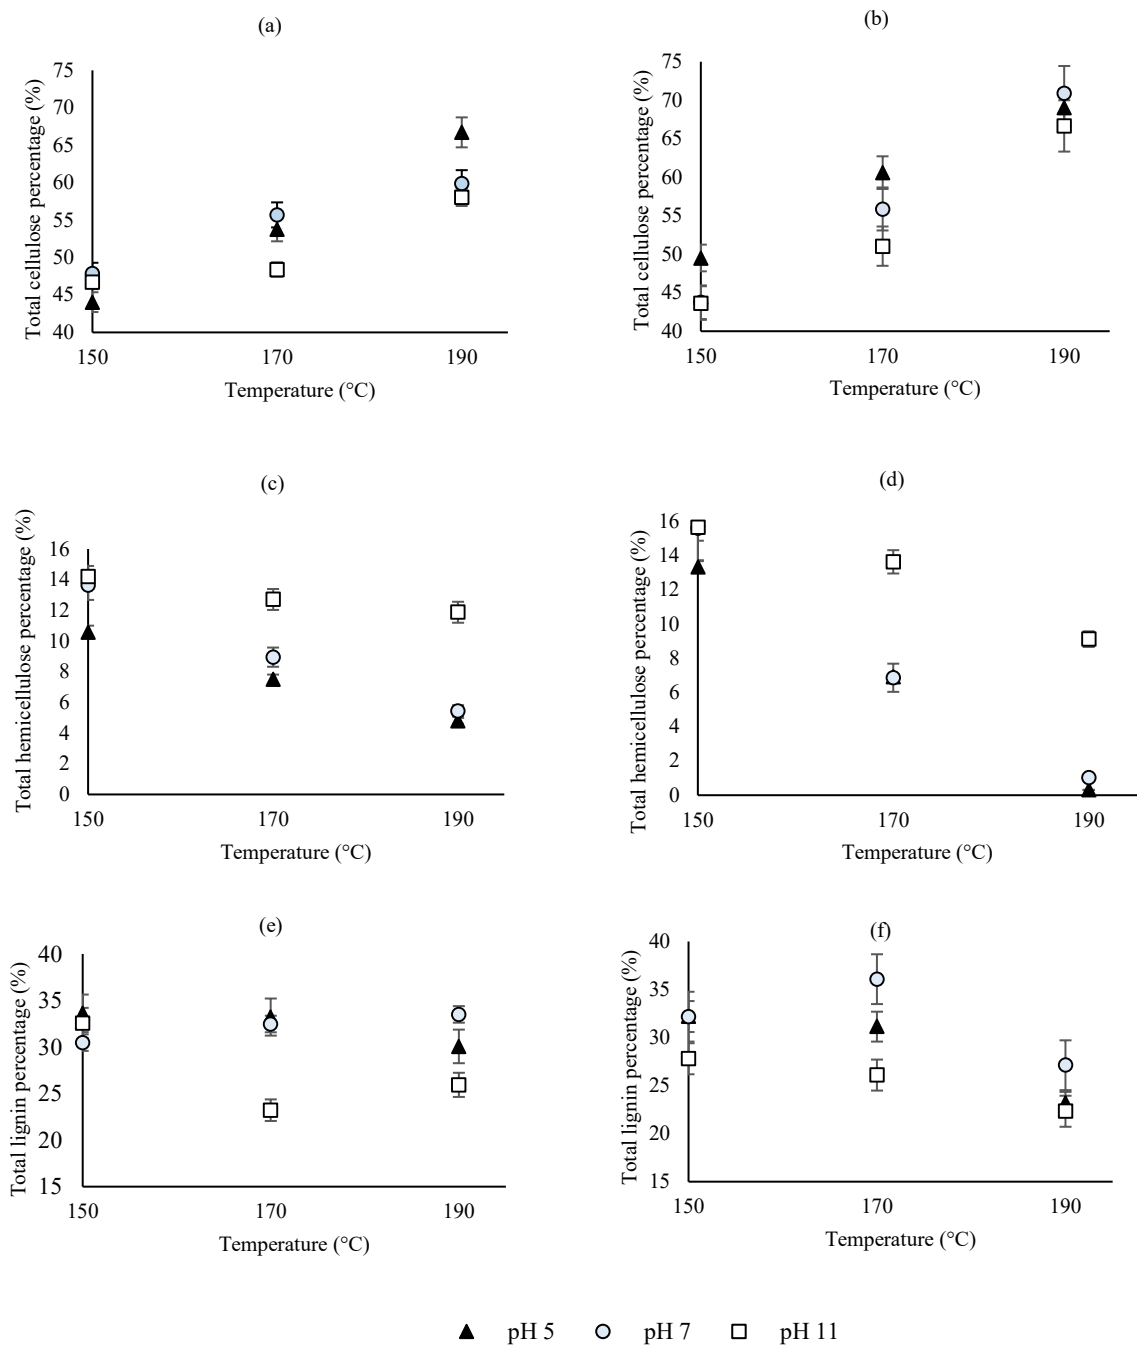 (a)
Total cellulose percentage (%)
75
70
65
60
55
50
45
40
150 170 190
Temperature (°C)
(b)
Total cellulose percentage (%)
75
70
65
60
55
50
45
40
150 170 190
Temperature (°C)
(c)
Total hemicellulose percentage (%)
16
14
12
10
8
6
4
2
0
150 170 190
Temperature (°C)
(d)
Total hemicellulose percentage (%)
16
14
12
10
8
6
4
2
0
150 170 190
Temperature (°C)
(e)
Total lignin percentage (%)
40
35
30
25
20
15
150 170 190
Temperature (°C)
(f)
Total lignin percentage (%)
40
35
30
25
20
15
150 170 190
Temperature (°C)
pH 5 pH 7 pH 11